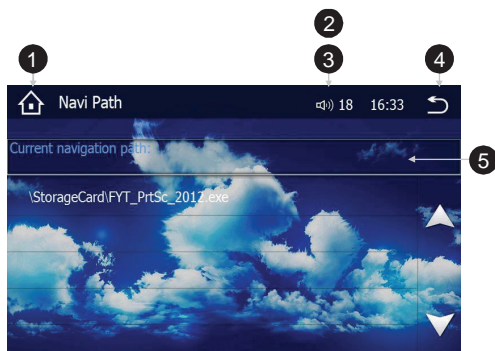 2
1 3 4
Navi Path 18 16:33
Current navigation path:
5
\StorageCard\FYT_PrtSc_2012.exe